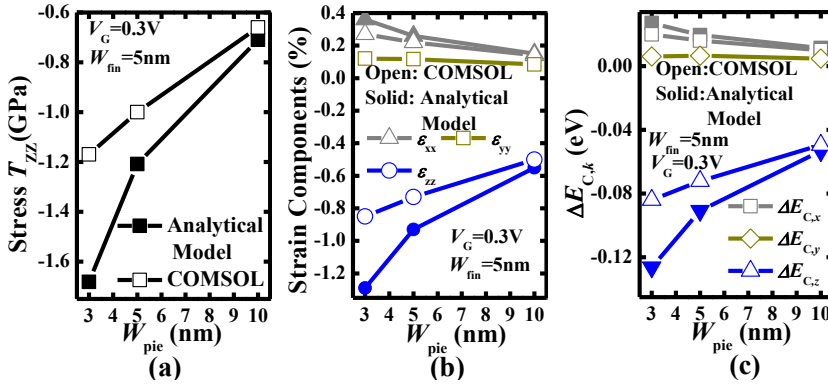 -0.6
-0.8
-1.0
-1.2
-1.4
-1.6
Stress T_ZZ (GPa)
V_G=0.3V
W_fin=5nm
Analytical
Model
COMSOL
3 4 5 6 7 8 9 10
W_pie (nm)
(a)
0.4
0.2
0.0
-0.2
-0.4
-0.6
-0.8
-1.0
-1.2
Strain Components (%)
Open: COMSOL
Solid: Analytical
Model
ε_xx ε_yy
ε_zz
V_G=0.3V
W_fin=5nm
3 4 5 6 7 8 9 10
W_pie (nm)
(b)
0.00
-0.04
-0.08
-0.12
ΔE_C,k (eV)
Open:COMSOL
Solid:Analytical
Model
W_fin=5nm
V_G=0.3V
ΔE_C,x
ΔE_C,y
ΔE_C,z
3 4 5 6 7 8 9 10
W_pie (nm)
(c)